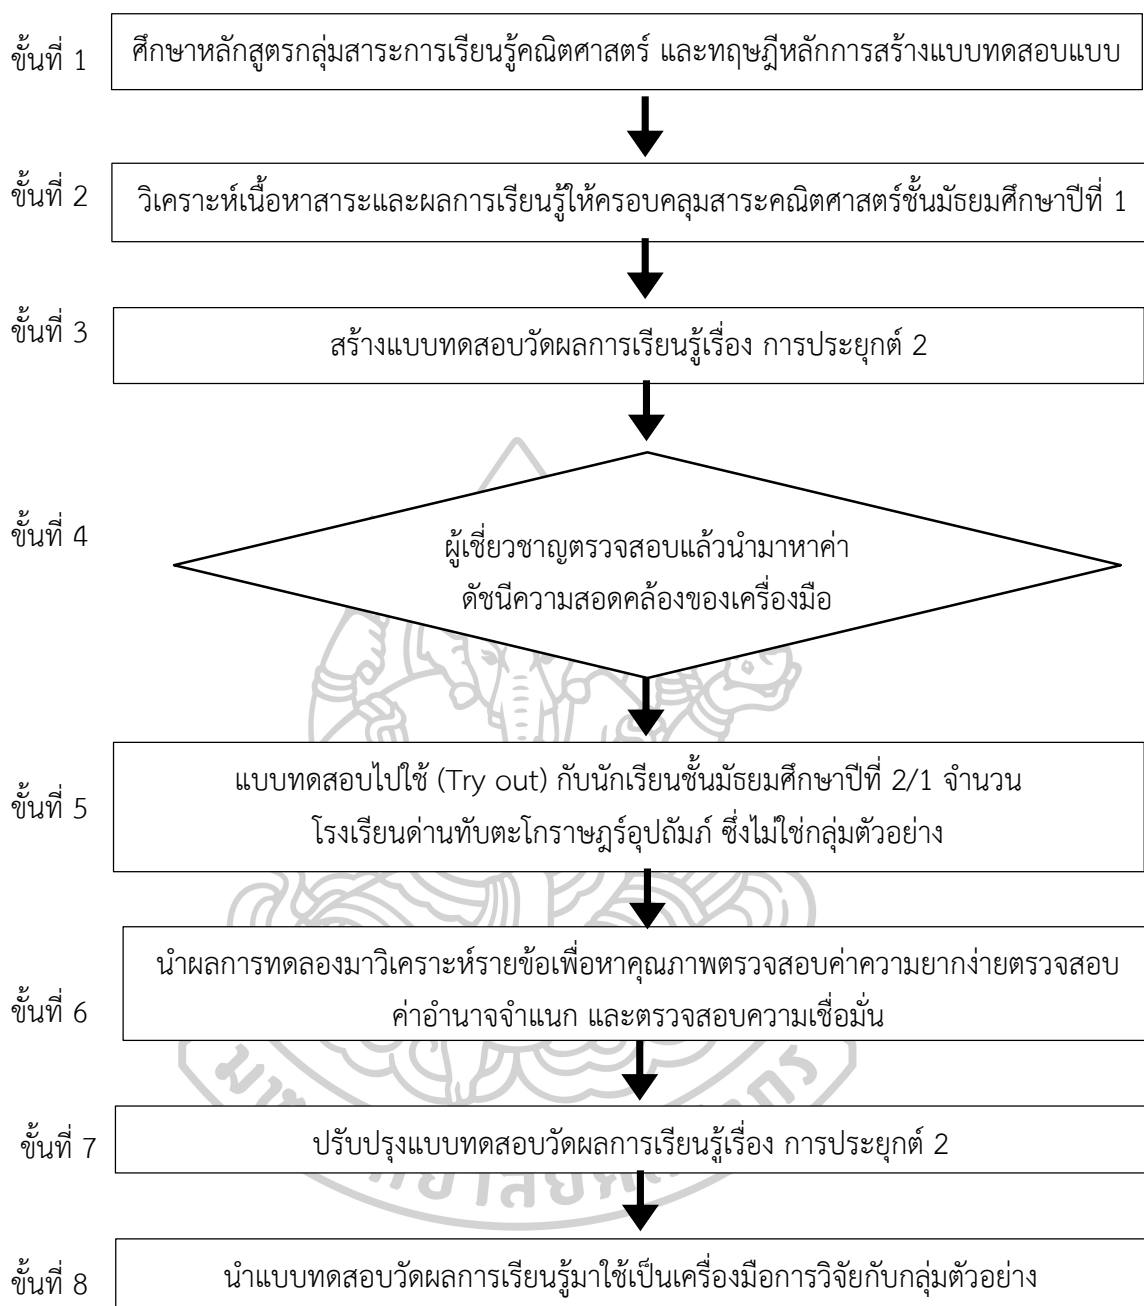 ขั้นที่ 1
ศึกษาหลักสูตรกลุ่มสาระการเรียนรู้คณิตศาสตร์ และทฤษฎีหลักการสร้างแบบทดสอบแบบ
ขั้นที่ 2
วิเคราะห์เนื้อหาสาระและผลการเรียนรู้ให้ครอบคลุมสาระคณิตศาสตร์ชั้นมัธยมศึกษาปีที่ 1
ขั้นที่ 3
สร้างแบบทดสอบวัดผลการเรียนรู้เรื่อง การประยุกต์ 2
ขั้นที่ 4
ผู้เชี่ยวชาญตรวจสอบแล้วนำมาหาค่า
ดัชนีความสอดคล้องของเครื่องมือ
ขั้นที่ 5
แบบทดสอบไปใช้ (Try out) กับนักเรียนชั้นมัธยมศึกษาปีที่ 2/1 จำนวน
โรงเรียนด่านทับตะโกราษฎร์อุปถัมภ์ ซึ่งไม่ใช่กลุ่มตัวอย่าง
ขั้นที่ 6
นำผลการทดลองมาวิเคราะห์รายข้อเพื่อหาคุณภาพตรวจสอบค่าความยากง่ายตรวจสอบ
ค่าอำนาจจำแนก และตรวจสอบความเชื่อมั่น
ขั้นที่ 7
ปรับปรุงแบบทดสอบวัดผลการเรียนรู้เรื่อง การประยุกต์ 2
ขั้นที่ 8
นำแบบทดสอบวัดผลการเรียนรู้มาใช้เป็นเครื่องมือการวิจัยกับกลุ่มตัวอย่าง